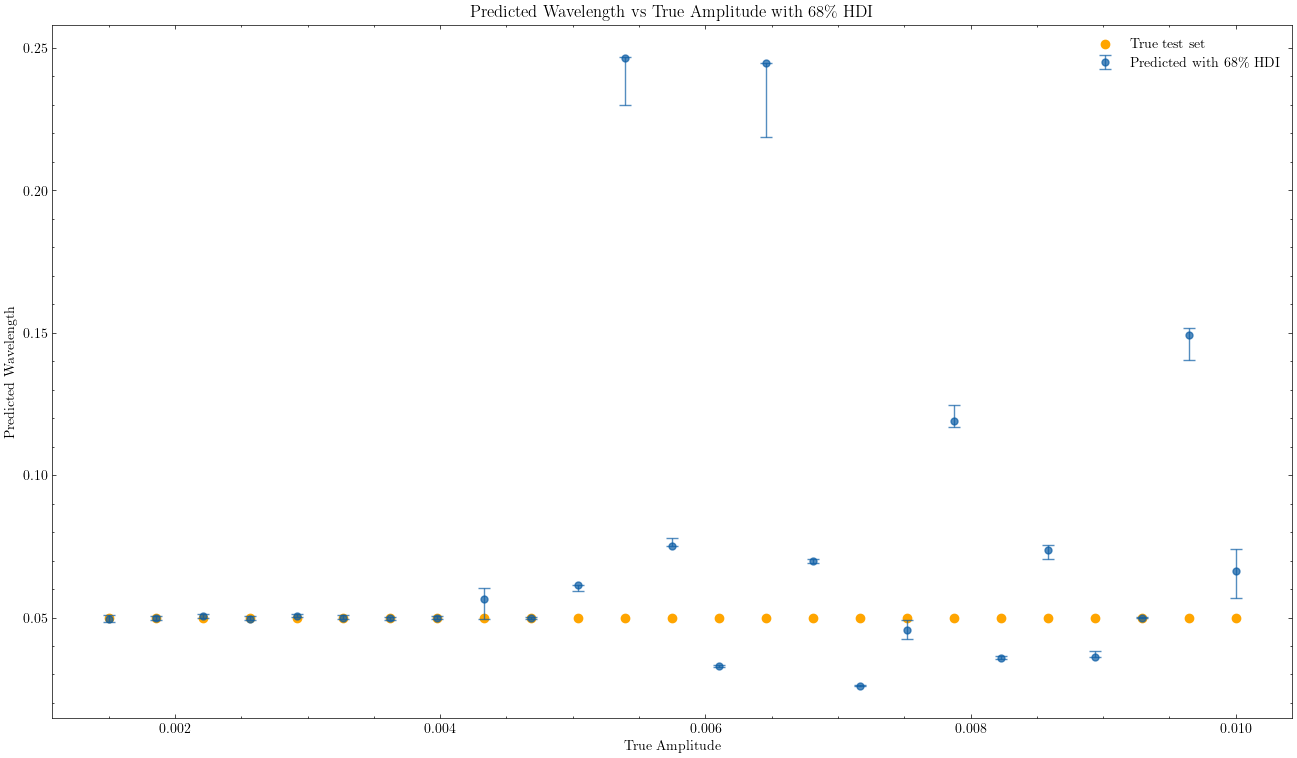 Predicted Wavelength vs True Amplitude with 68% HDI
True test set
Predicted with 68% HDI
0.25
0.20
0.15
0.10
0.05
Predicted Wavelength
0.002
0.004
0.006
0.008
0.010
True Amplitude